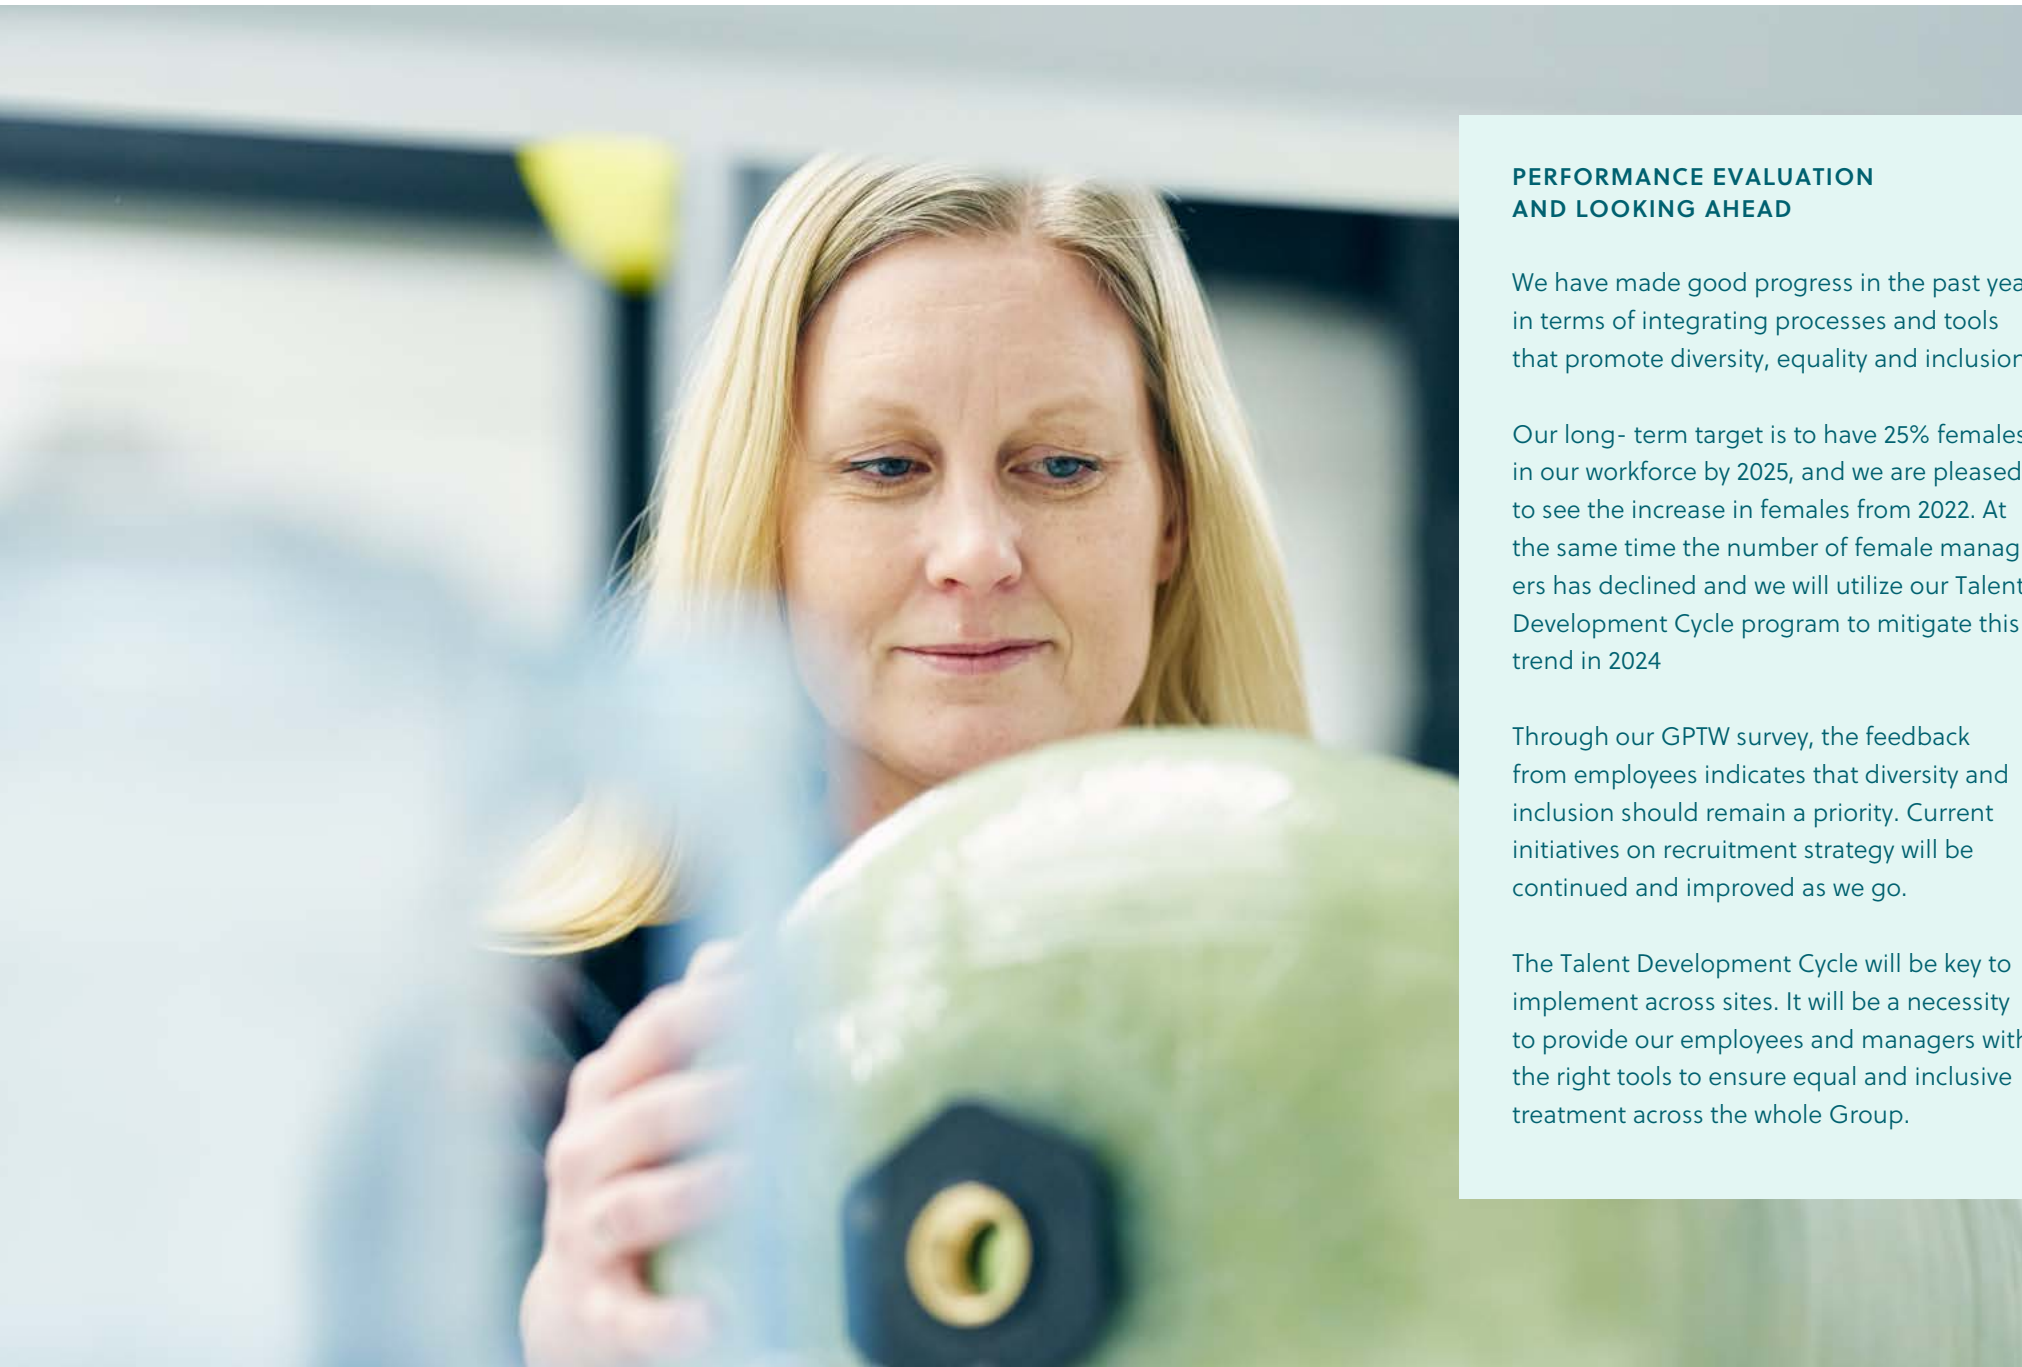 PERFORMANCE EVALUATION
AND LOOKING AHEAD
We have made good progress in the past yea
in terms of integrating processes and tools
that promote diversity, equality and inclusion
Our long- term target is to have 25% females
in our workforce by 2025, and we are pleased
to see the increase in females from 2022. At
the same time the number of female manag
ers has declined and we will utilize our Talent
Development Cycle program to mitigate this
trend in 2024
Through our GPTW survey, the feedback
from employees indicates that diversity and
inclusion should remain a priority. Current
initiatives on recruitment strategy will be
continued and improved as we go.
The Talent Development Cycle will be key to
implement across sites. It will be a necessity
to provide our employees and managers with
the right tools to ensure equal and inclusive
treatment across the whole Group.